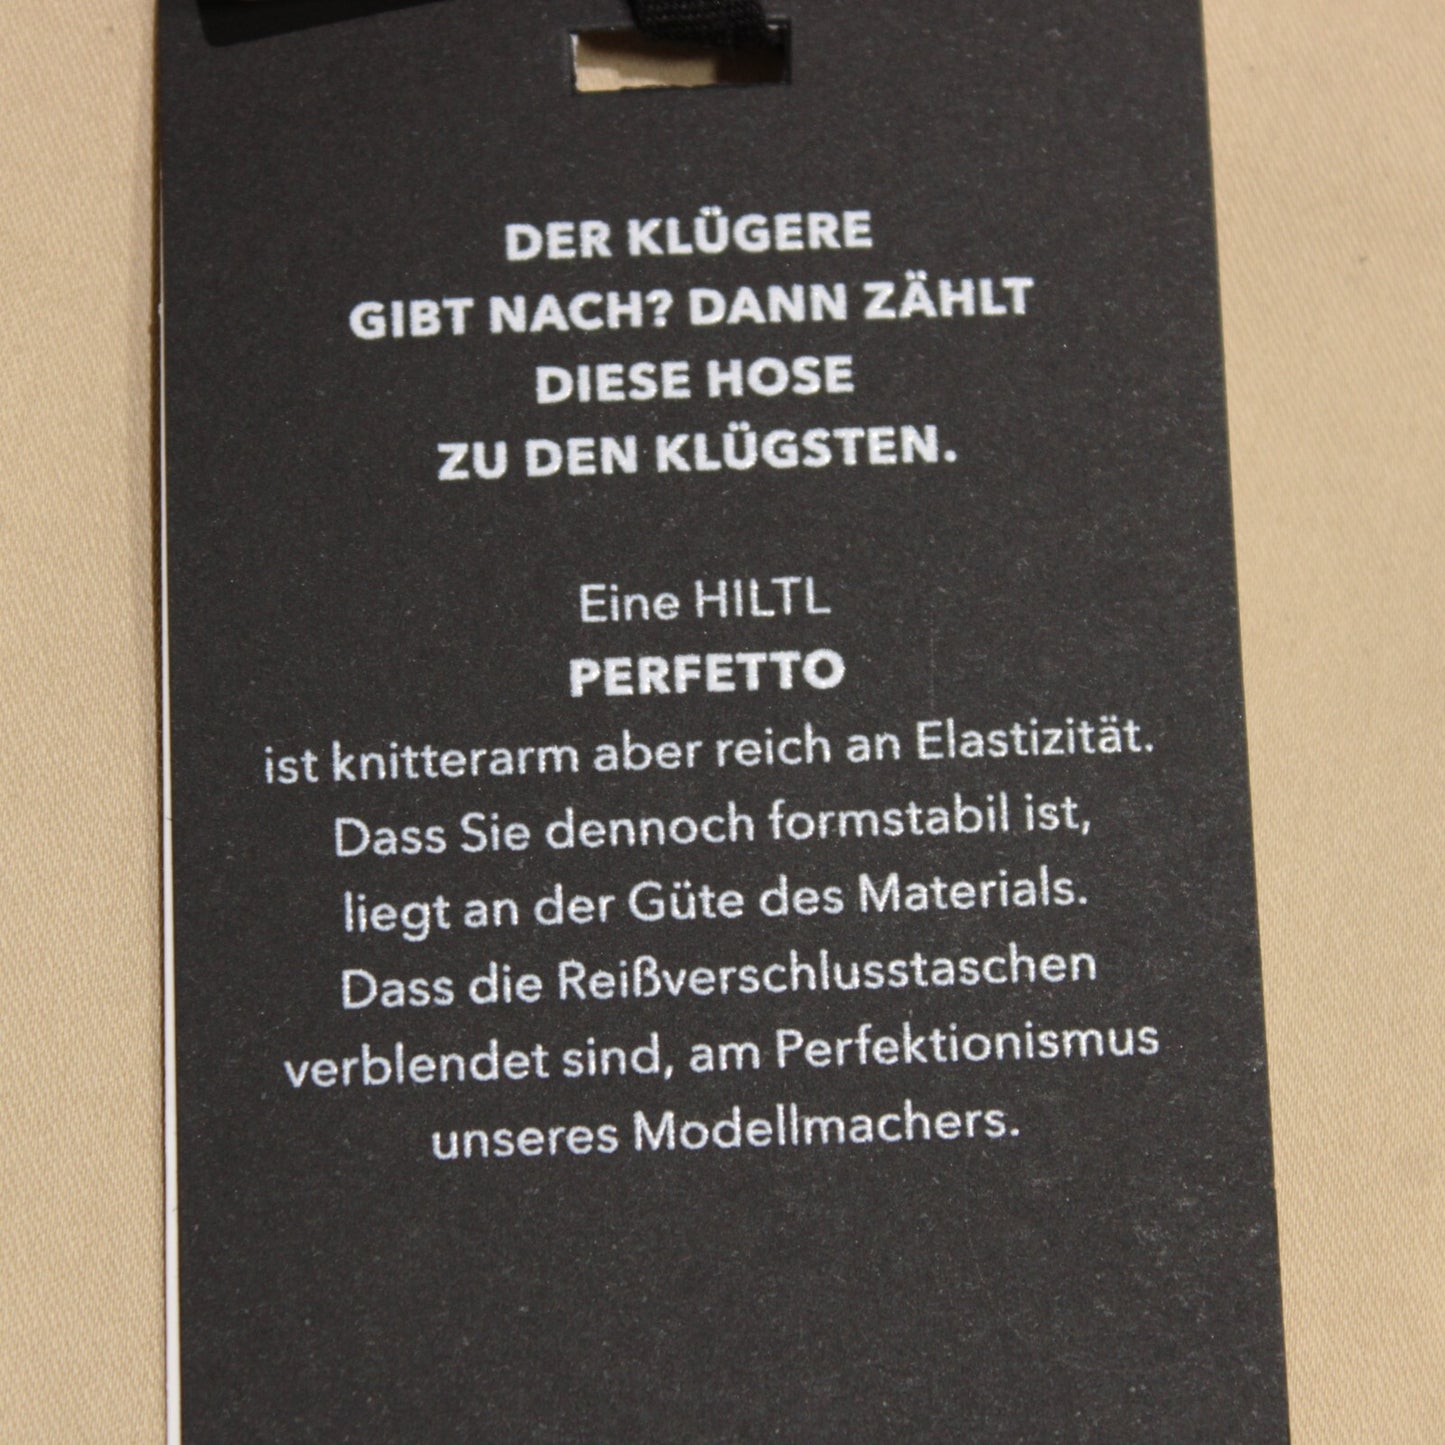 DER KLÜGERE
GIBT NACH? DANN ZÄHLT
DIESE HOSE
ZU DEN KLÜGSTEN.
Eine HILTL
PERFETTO
ist knitterarm aber reich an Elastizität.
Dass Sie dennoch formstabil ist,
liegt an der Güte des Materials.
Dass die Reißverschlusstaschen
verblendet sind, am Perfektionismus
unseres Modellmachers.